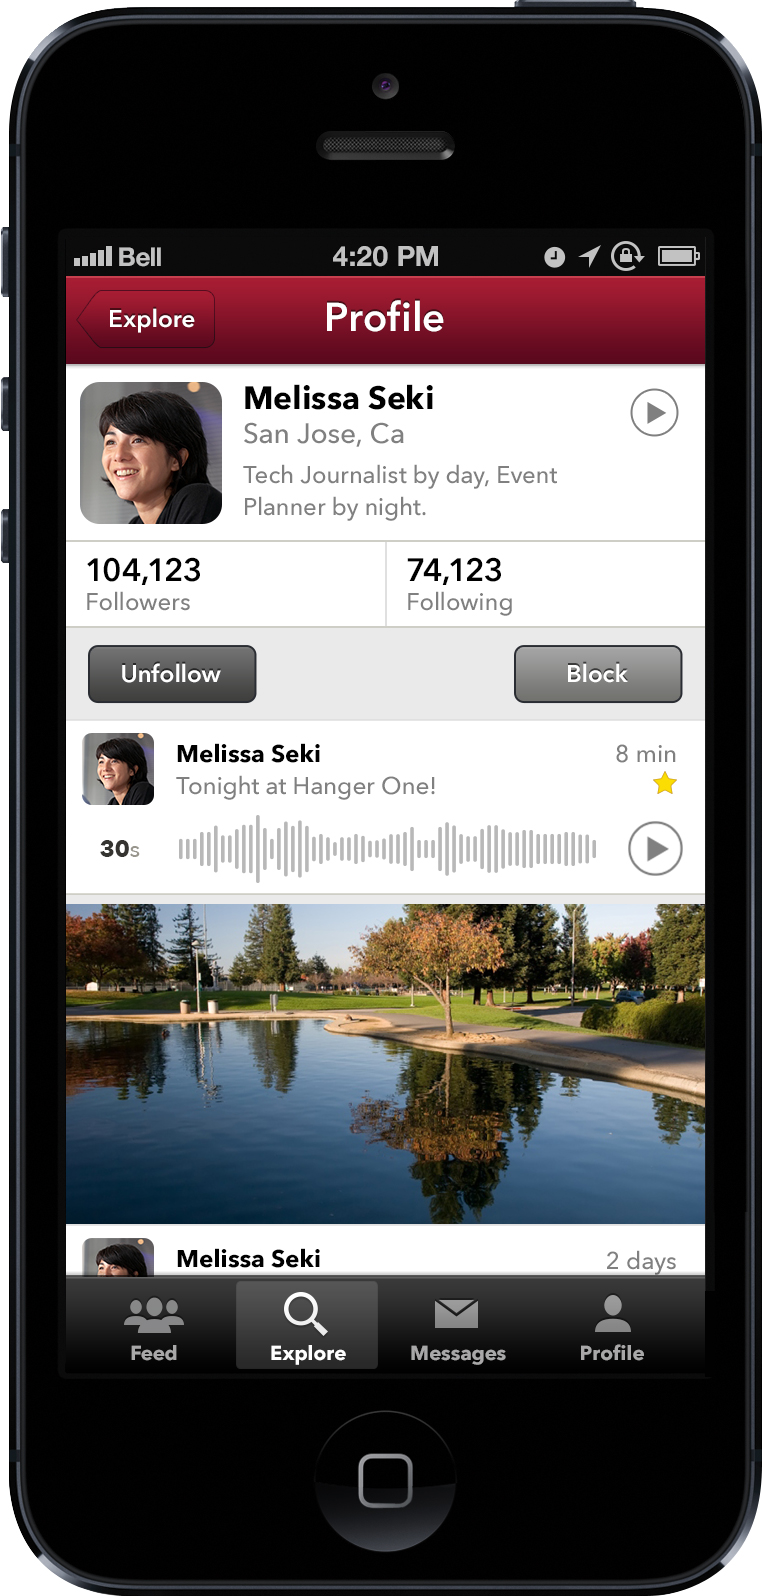 Bell 4:20 PM
Explore Profile
Melissa Seki
San Jose, Ca
Tech Journalist by day, Event
Planner by night.
104,123 74,123
Followers Following
Unfollow Block
Melissa Seki 8 min
Tonight at Hanger One!
30s
Melissa Seki 2 days
Feed Explore Messages Profile